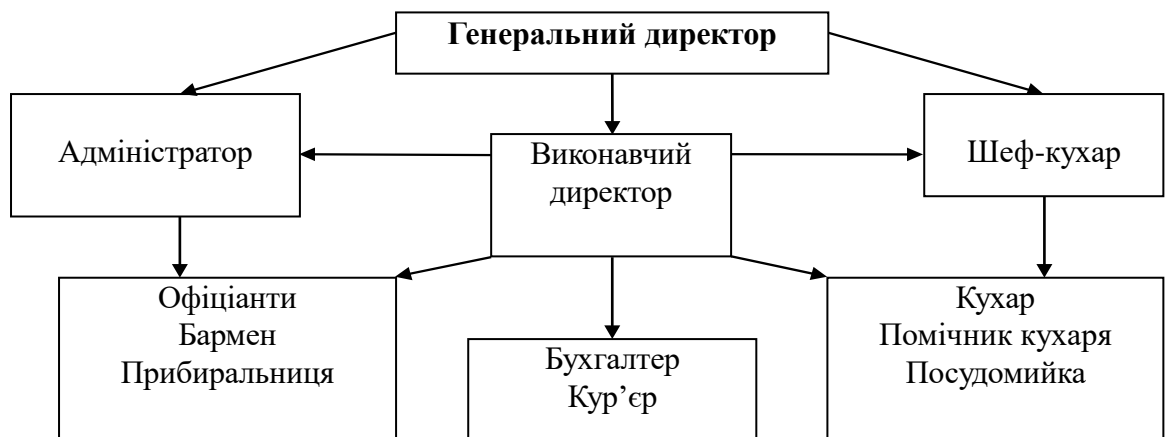 Генеральний директор
Адміністратор
Виконавчий
директор
Шеф-кухар
Офіціанти
Бармен
Прибиральниця
Бухгалтер
Кур’єр
Кухар
Помічник кухаря
Посудомийка